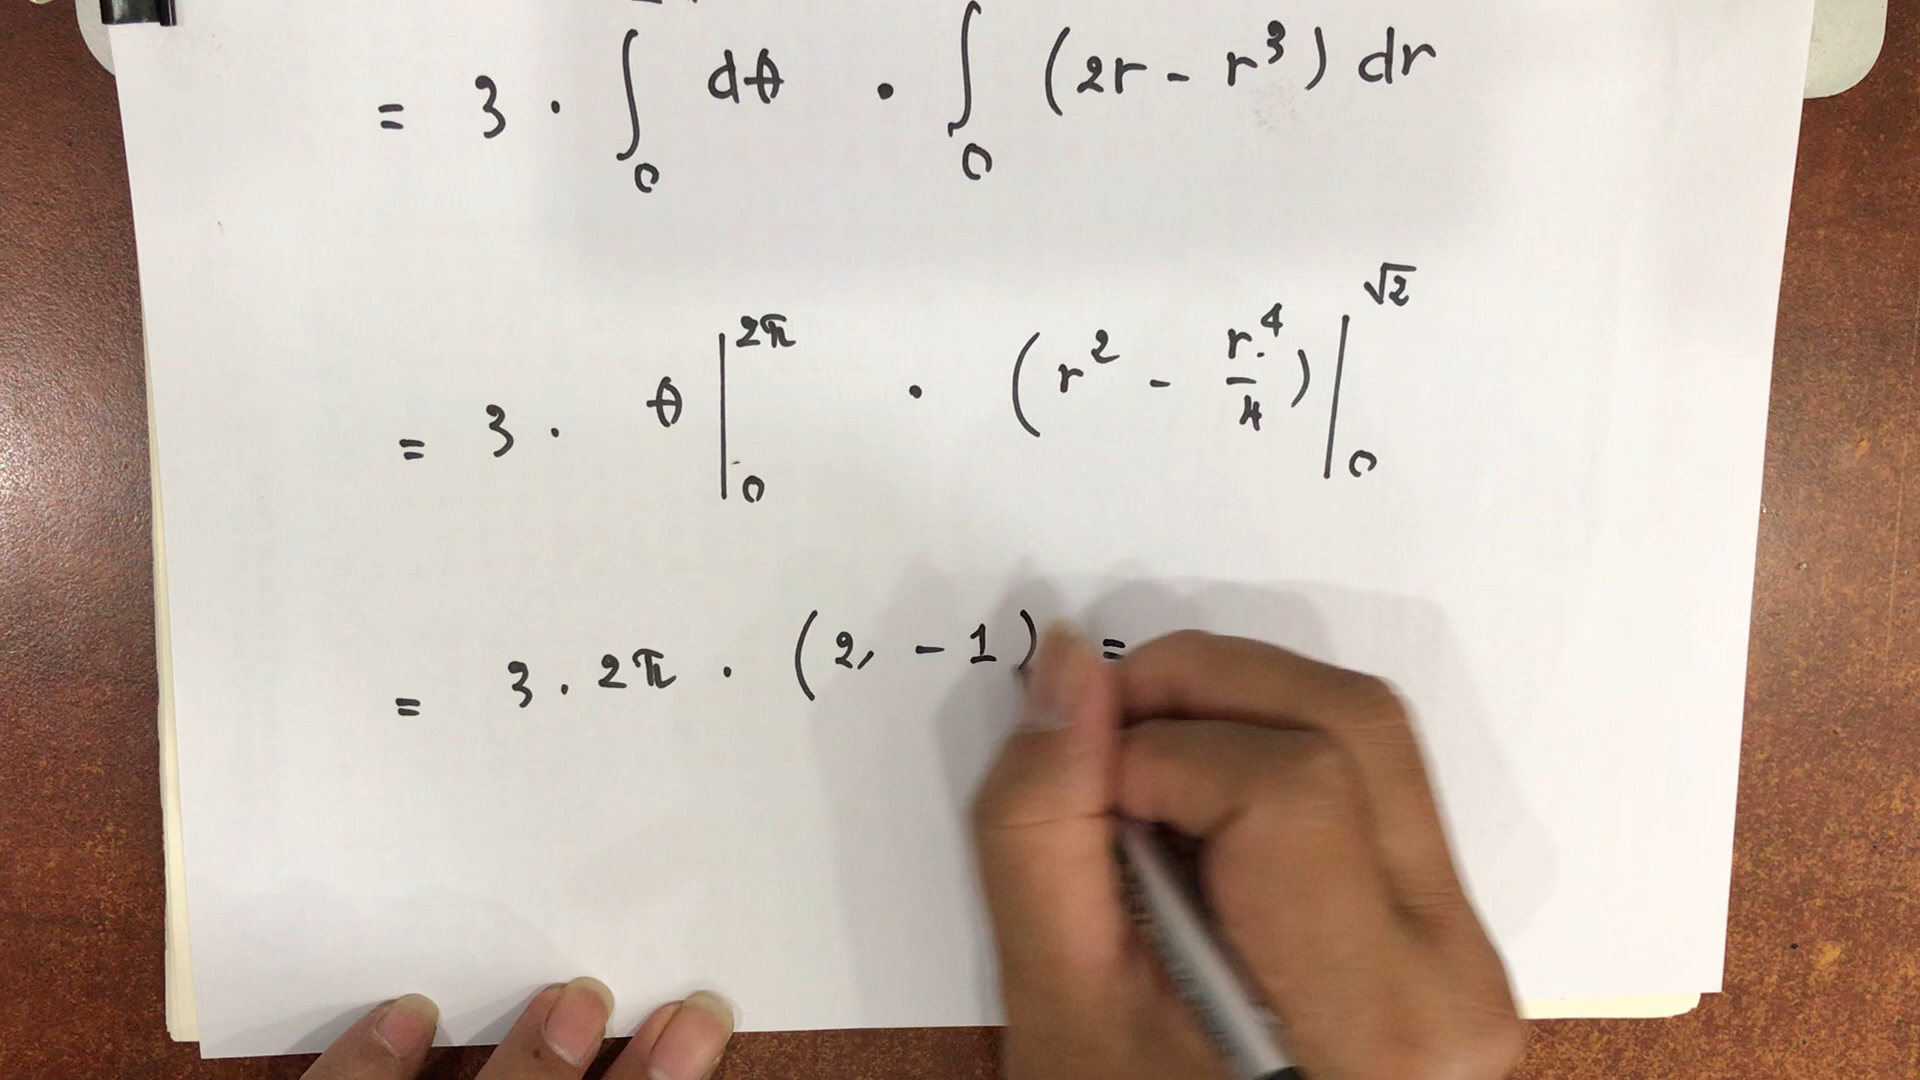 = 3 · ∫₀ dθ · ∫₀ (2r - r³) dr
= 3 · θ |₀^2π · (r² - r⁴/4) |₀^√2
= 3 · 2π · (2 - 1) =